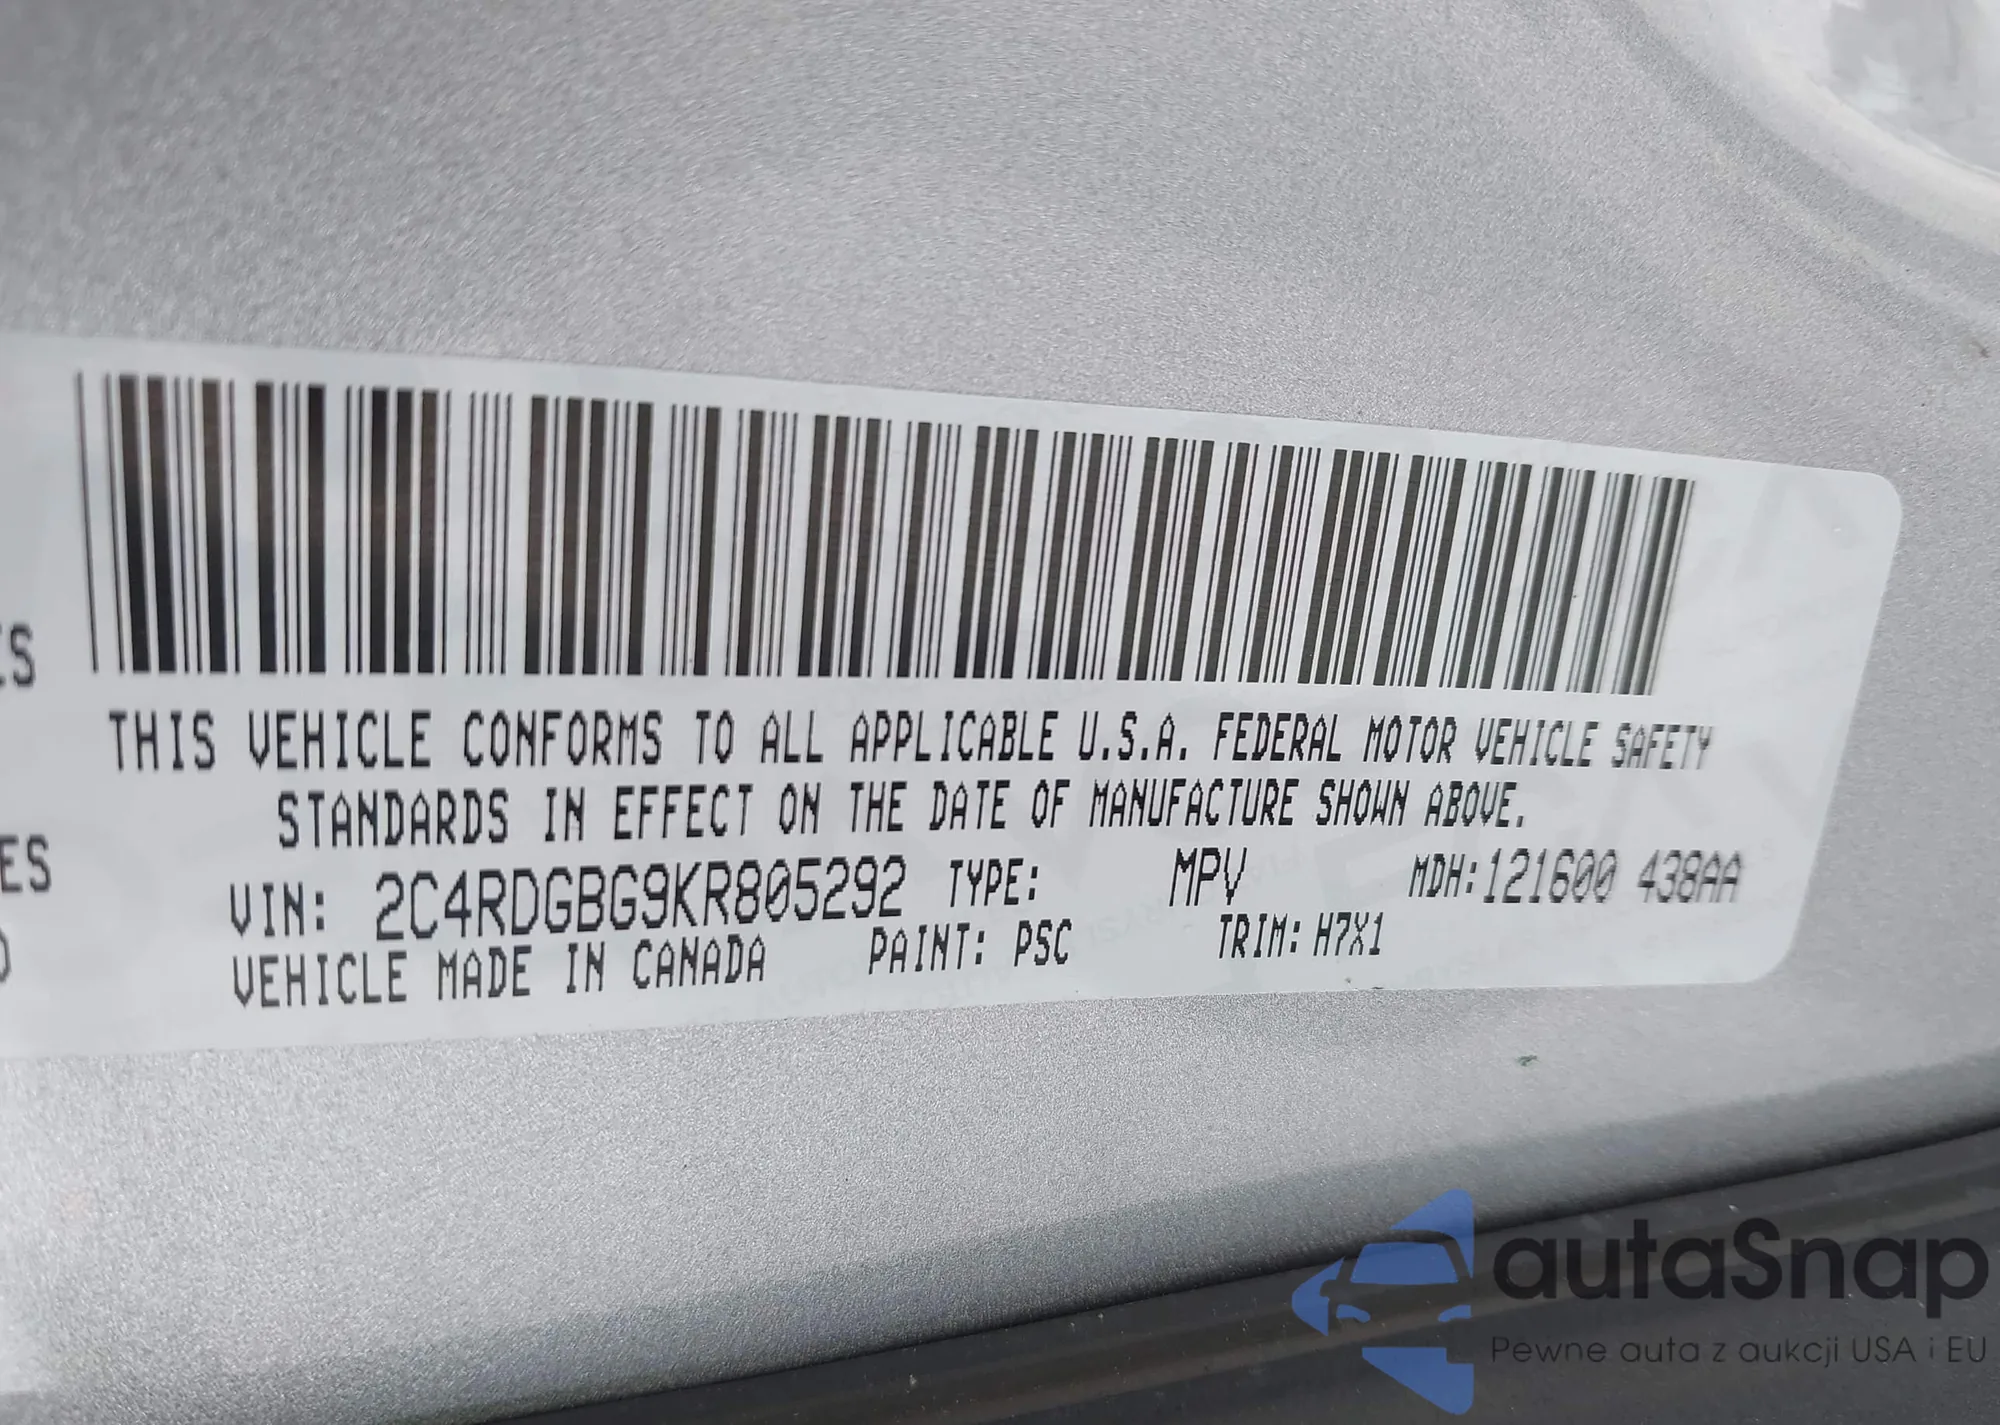 THIS VEHICLE CONFORMS TO ALL APPLICABLE U.S.A. FEDERAL MOTOR VEHICLE SAFETY
STANDARDS IN EFFECT ON THE DATE OF MANUFACTURE SHOWN ABOVE.
VIN: 2C4RDGBG9KR805292 TYPE: MPV MDH:121600 438AA
VEHICLE MADE IN CANADA PAINT: PSC TRIM: H7X1
autaSnap
Pewne auta z aukcji USA i EU